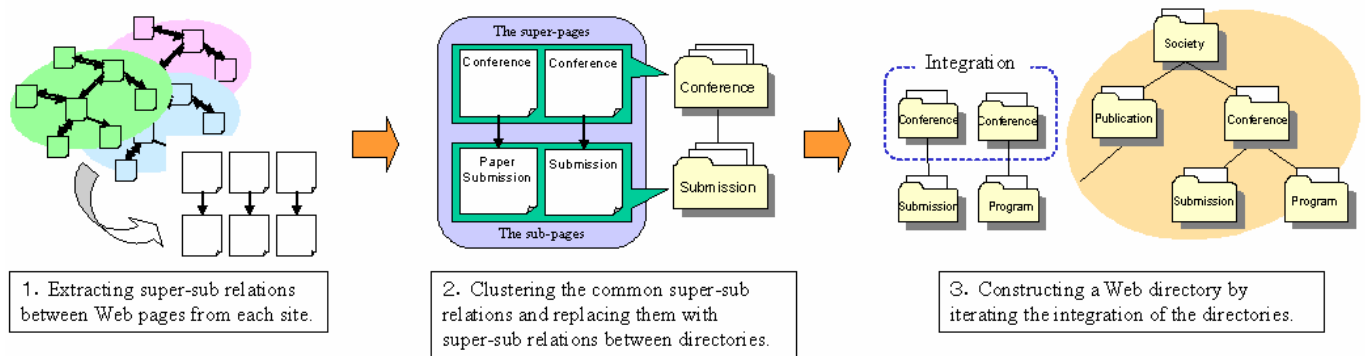 The super-pages
Conference
Conference
Paper
Submission
Submission
The sub-pages
Conference
Submission
Integration
Conference
Conference
Submission
Program
Society
Publication
Conference
Submission
Program
1. Extracting super-sub relations
between Web pages from each site.
2. Clustering the common super-sub
relations and replacing them with
super-sub relations between directories.
3. Constructing a Web directory by
iterating the integration of the directories.